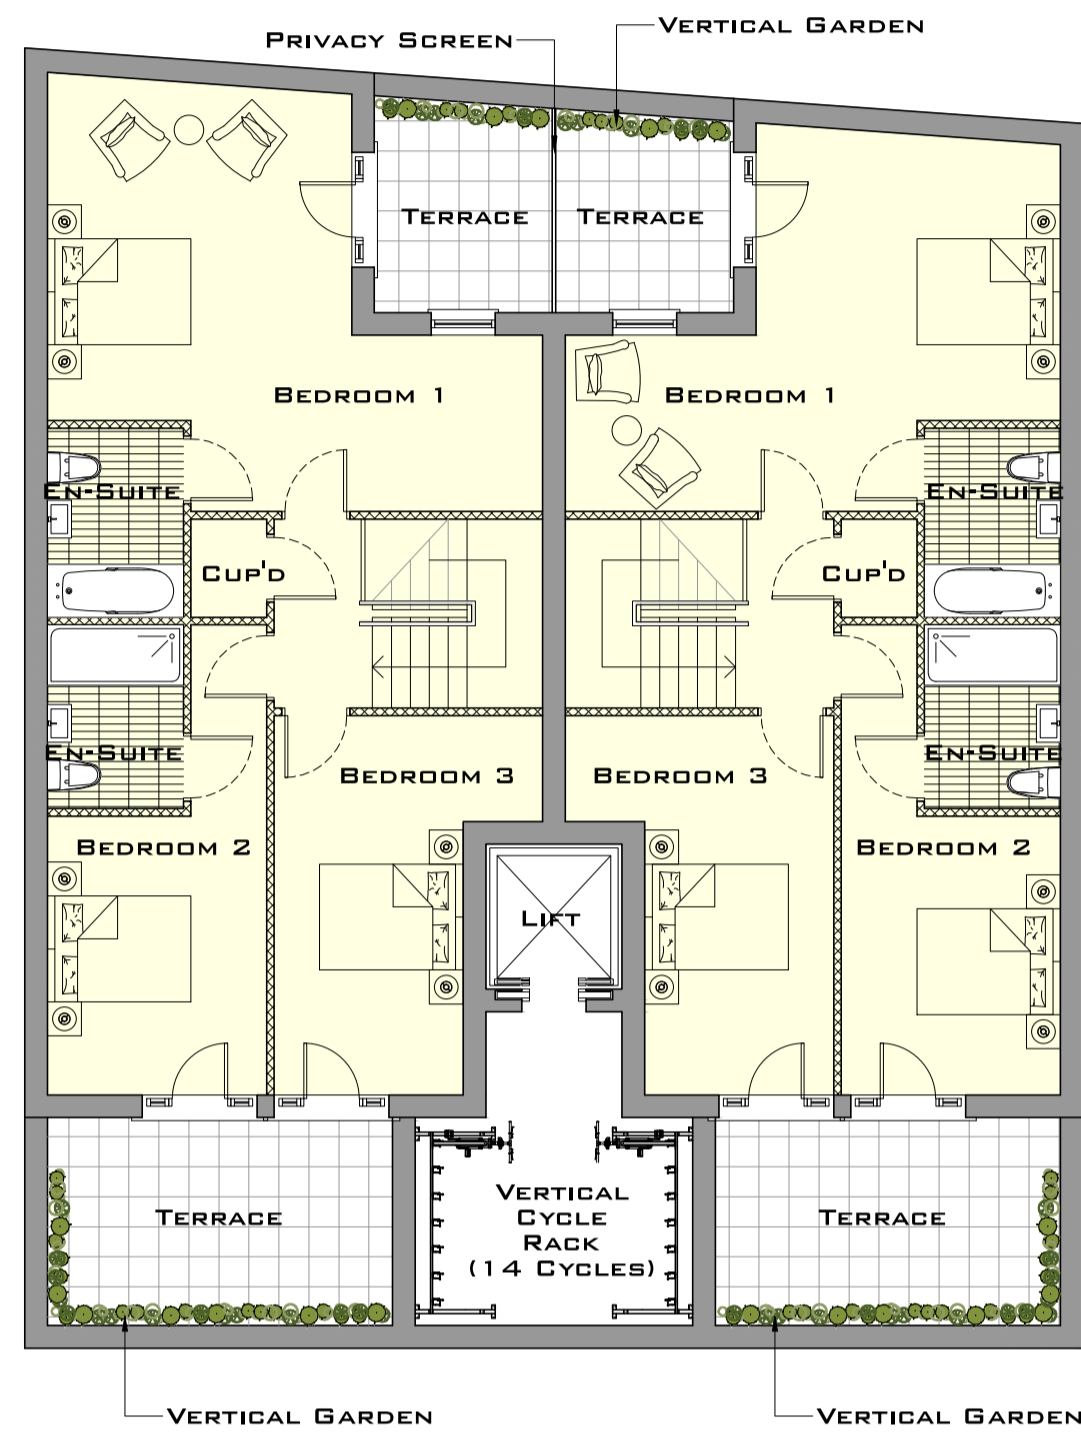 Vertical Garden
Privacy Screen
Terrace
Terrace
Bedroom 1
Bedroom 1
En-Suite
En-Suite
Cup'd
Cup'd
En-Suite
En-Suite
Bedroom 3
Bedroom 3
Bedroom 2
Bedroom 2
Lift
Vertical
Cycle
Rack
(14 Cycles)
Terrace
Terrace
Vertical Garden
Vertical Garden